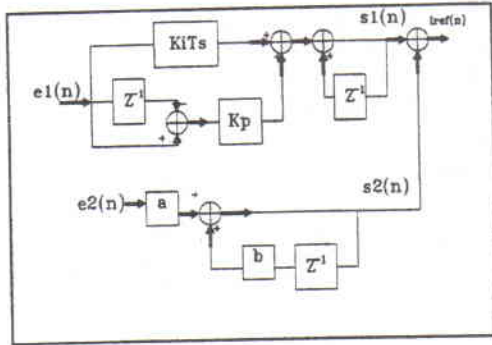 s1(n)
Iref(n)
KiTs
e1(n)
Z⁻¹
Z⁻¹
Kp
s2(n)
e2(n)
a
b
Z⁻¹